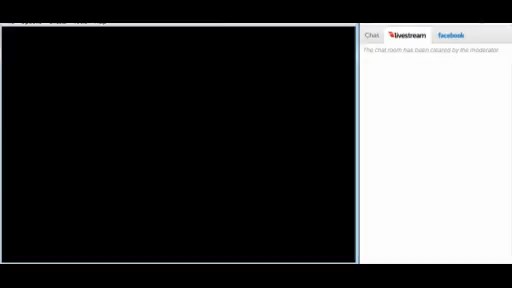 Chat livestream facebook
The chat room has been cleared by the moderator